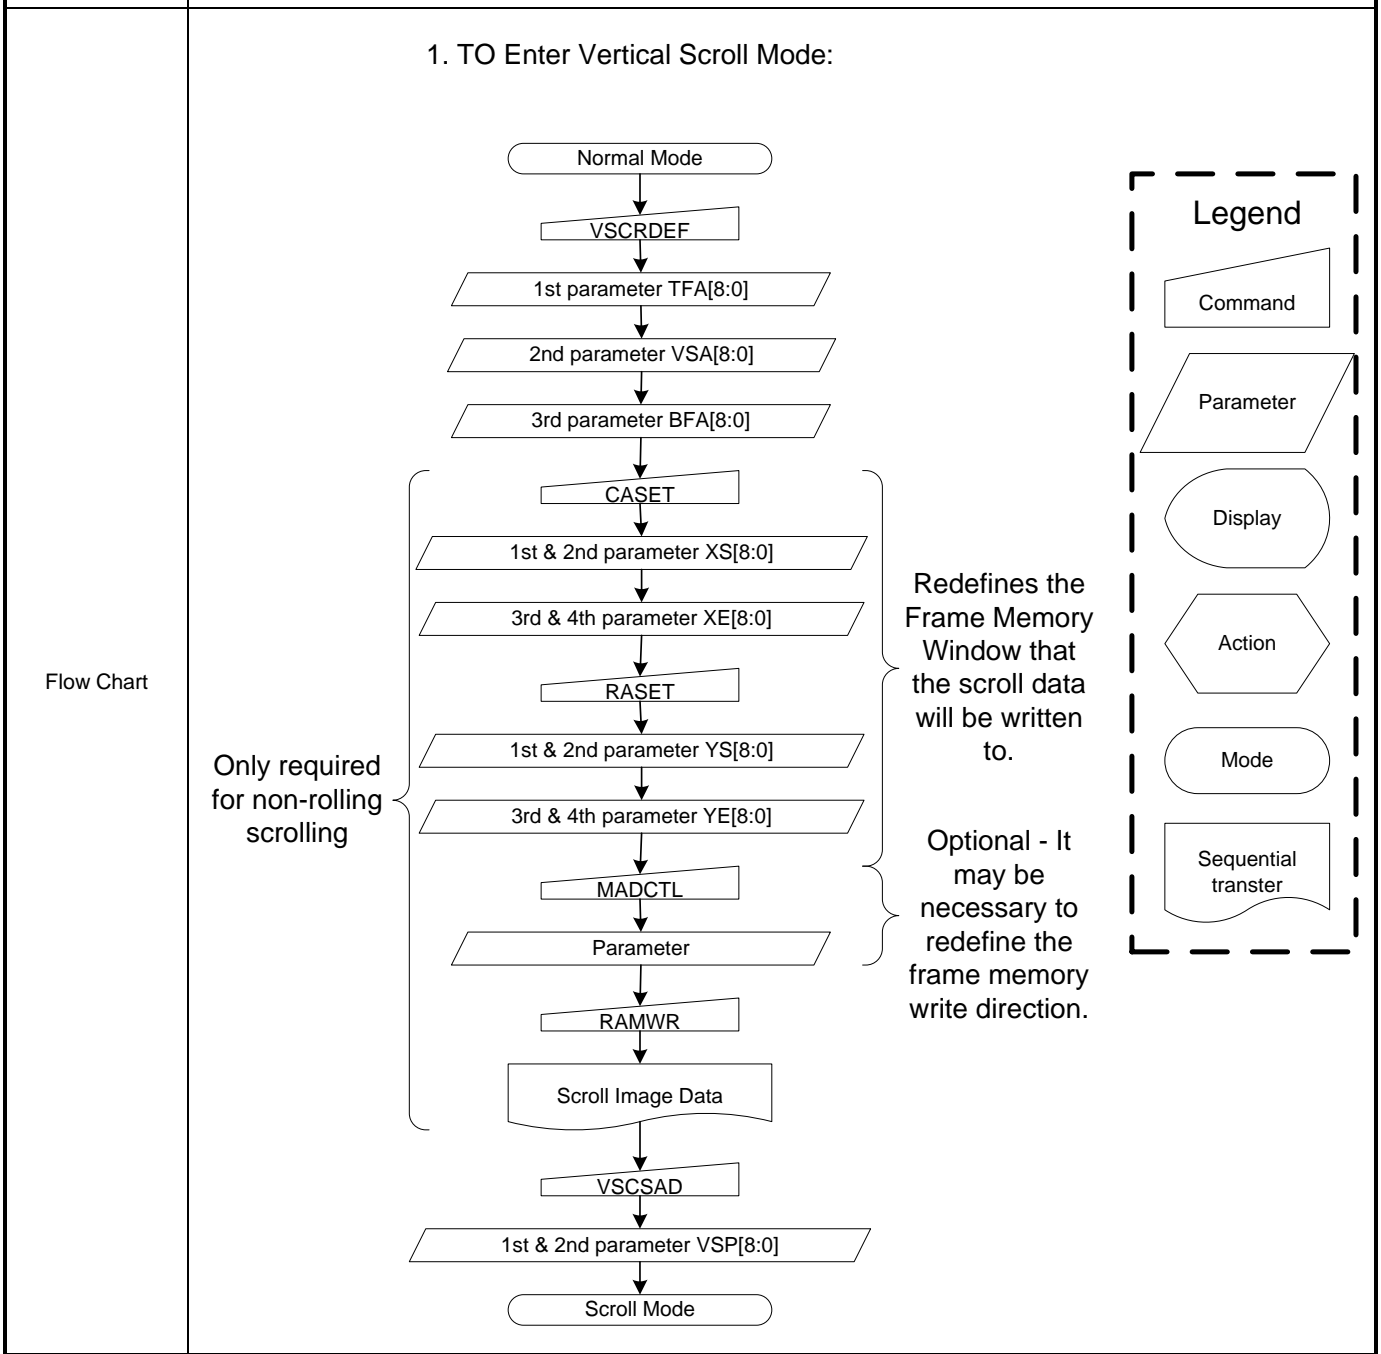 Flow Chart
1. TO Enter Vertical Scroll Mode:
Normal Mode
VSCRDEF
1st parameter TFA[8:0]
2nd parameter VSA[8:0]
3rd parameter BFA[8:0]
CASET
1st & 2nd parameter XS[8:0]
3rd & 4th parameter XE[8:0]
RASET
1st & 2nd parameter YS[8:0]
3rd & 4th parameter YE[8:0]
MADCTL
Parameter
RAMWR
Scroll Image Data
VSCSAD
1st & 2nd parameter VSP[8:0]
Scroll Mode
Only required
for non-rolling
scrolling
Redefines the
Frame Memory
Window that
the scroll data
will be written
to.
Optional - It
may be
necessary to
redefine the
frame memory
write direction.
Legend
Command
Parameter
Display
Action
Mode
Sequential
transter